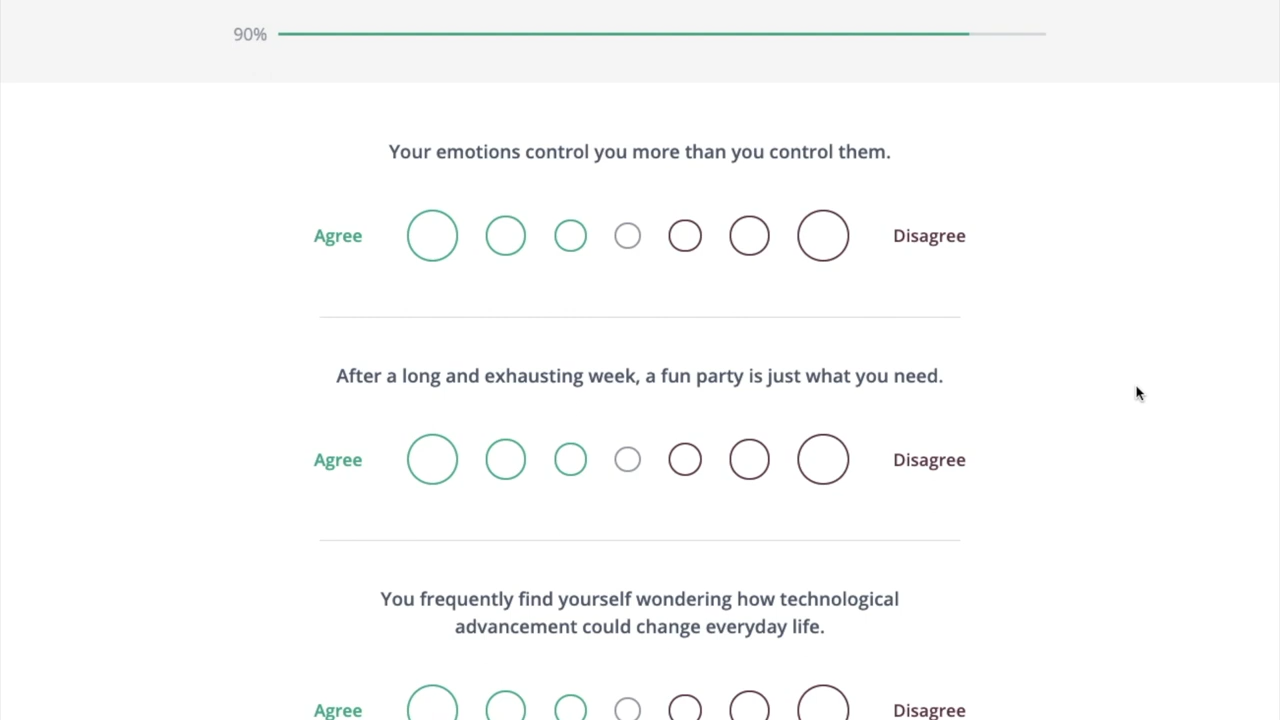 90%
Your emotions control you more than you control them.
Agree Disagree
After a long and exhausting week, a fun party is just what you need.
Agree Disagree
You frequently find yourself wondering how technological
advancement could change everyday life.
Agree Disagree